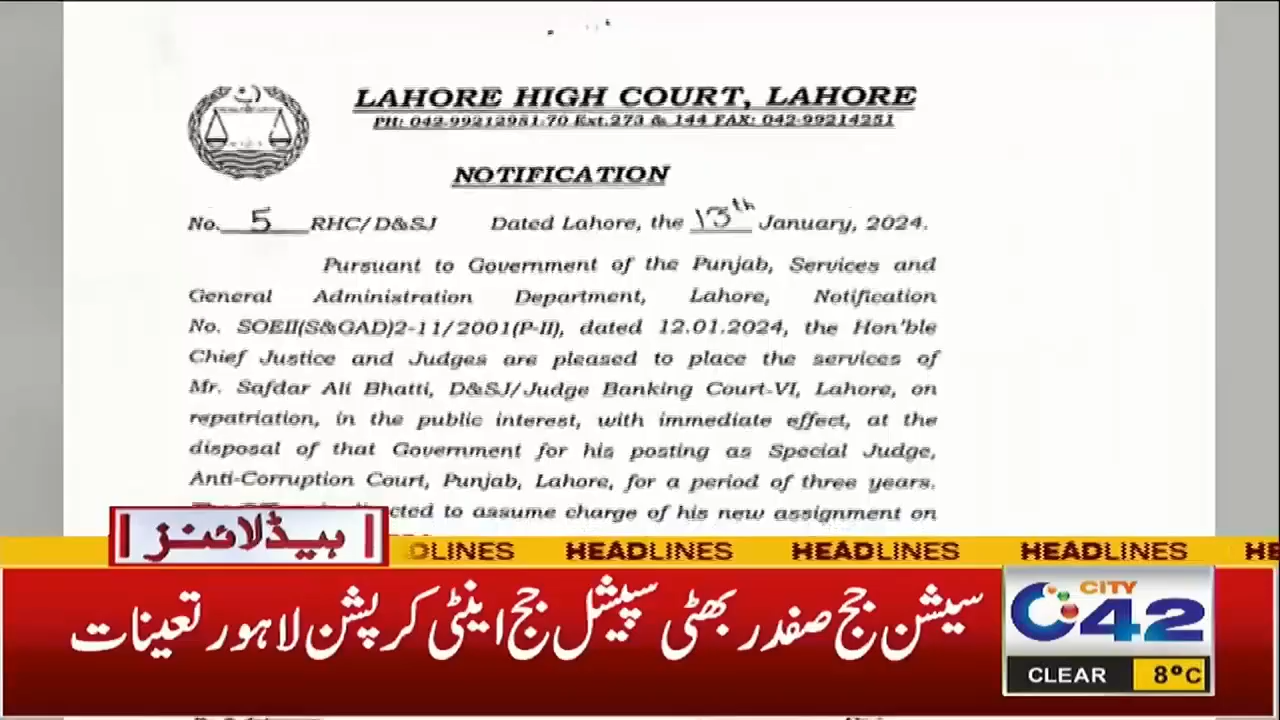 LAHORE HIGH COURT, LAHORE
PH: 042-99212951-70 Ext.273 & 144 FAX: 042-99214251
NOTIFICATION
No. 5 RHC/D&SJ Dated Lahore, the 13th January, 2024.
Pursuant to Government of the Punjab, Services and
General Administration Department, Lahore, Notification
No. SOEII(S&GAD)2-11/2001(P-II), dated 12.01.2024, the Hon'ble
Chief Justice and Judges are pleased to place the services of
Mr. Safdar Ali Bhatti, D&SJ/Judge Banking Court-VI, Lahore, on
repatriation, in the public interest, with immediate effect, at the
disposal of that Government for his posting as Special Judge,
Anti-Corruption Court, Punjab, Lahore, for a period of three years.
to assume charge of his new assignment on
ہیڈلائنز
DLINES HEADLINES HEADLINES HEADLINES HE
سیشن جج صفدر بھٹی سپیشل جج اینٹی کرپشن لاہور تعینات
CITY
42
CLEAR 8°C